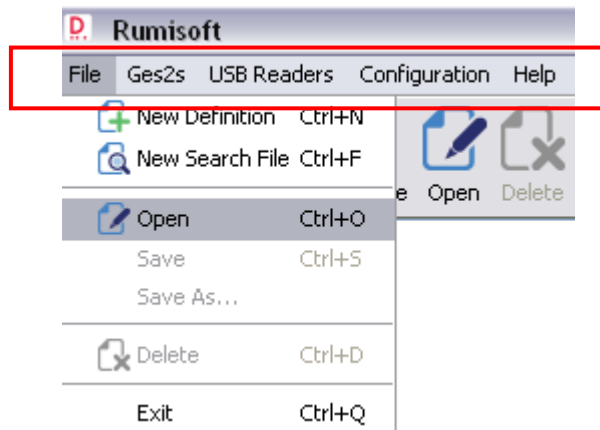 Rumisoft
File Ges2s USB Readers Configuration Help
New Definition Ctrl+N
New Search File Ctrl+F
e Open Delete
Open Ctrl+O
Save Ctrl+S
Save As...
Delete Ctrl+D
Exit Ctrl+Q